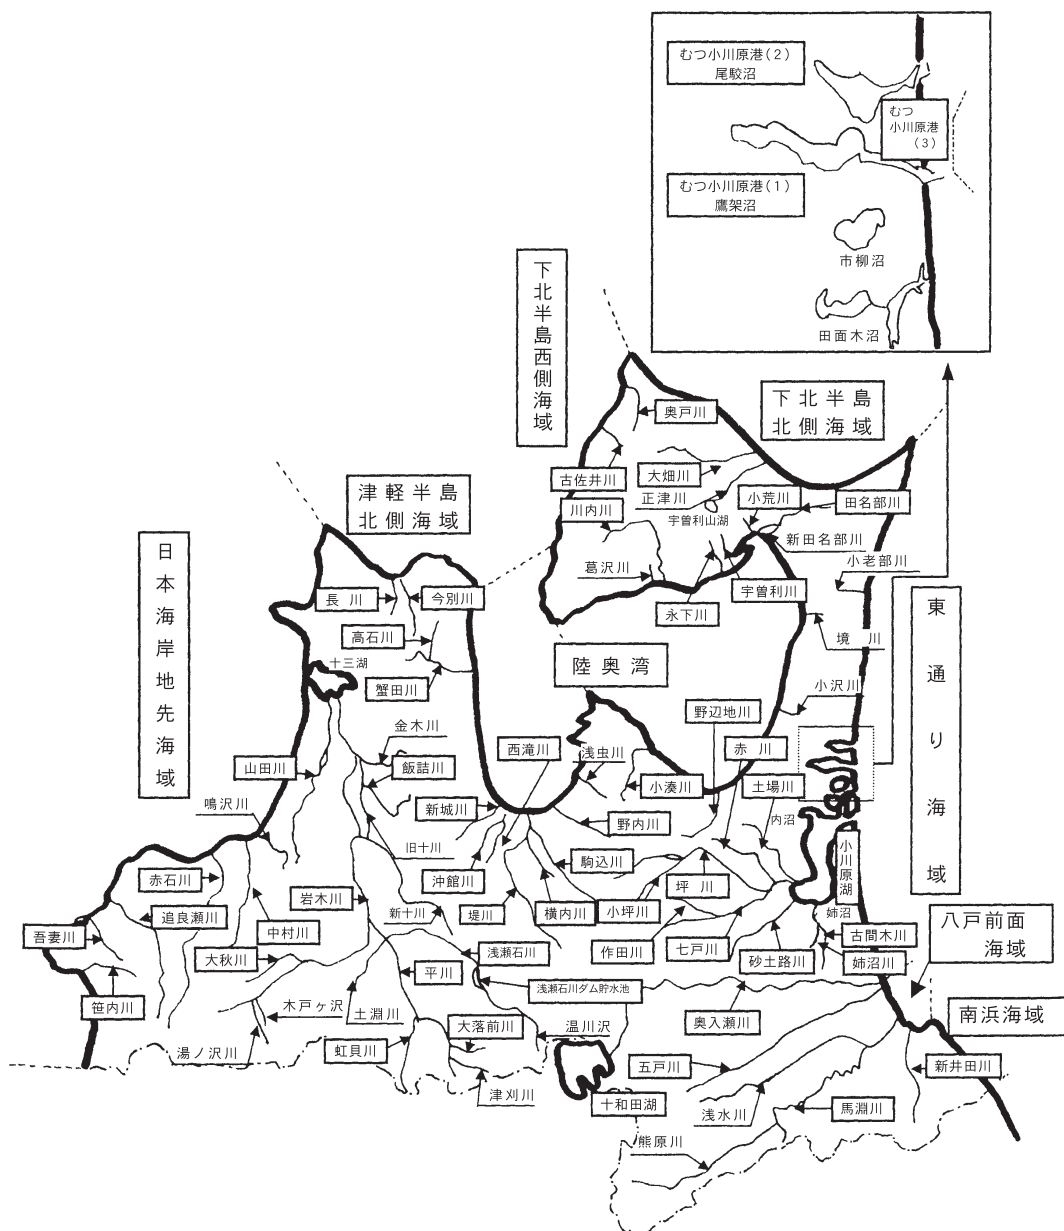 むつ小川原港(2)
尾駮沼
むつ
小川原港
(3)
むつ小川原港(1)
鷹架沼
市柳沼
田面木沼
下北半島西側海域
下北半島
北側海域
奥戸川
古佐井川
大畑川
正津川
川内川
宇曽利山湖
小荒川
田名部川
新田名部川
葛沢川
永下川
宇曽利川
小老部川
境川
小沢川
東通り海域
津軽半島
北側海域
日本海岸地先海域
長川
今別川
高石川
十三湖
蟹田川
陸奥湾
金木川
山田川
飯詰川
西滝川
浅虫川
野辺地川
赤川
小湊川
土場川
鳴沢川
新城川
野内川
内沼
旧十川
沖館川
駒込川
小川原湖
赤石川
岩木川
新十川
堤川
横内川
小坪川
坪川
姉沼
追良瀬川
吾妻川
中村川
大秋川
浅瀬石川
作田川
七戸川
砂土路川
古間木川
姉沼川
八戸前面
海域
笹内川
木戸ヶ沢
土淵川
平川
浅瀬石川ダム貯水池
奥入瀬川
南浜海域
湯ノ沢川
虹貝川
大落前川
温川沢
津刈川
十和田湖
五戸川
浅水川
新井田川
馬淵川
熊原川